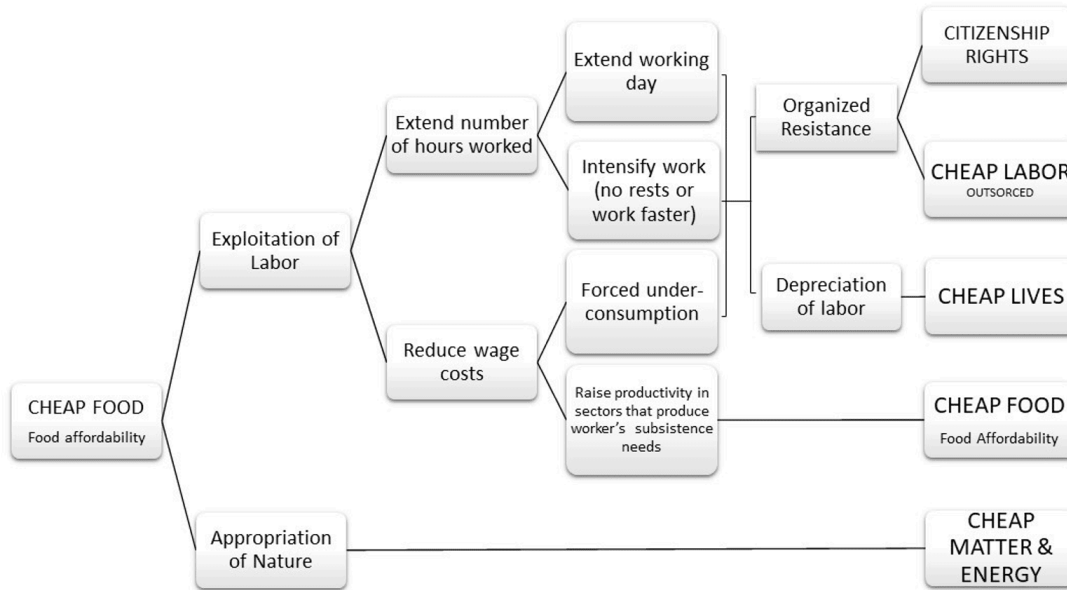 CHEAP FOOD
Food affordability
Exploitation of
Labor
Appropriation
of Nature
Extend number
of hours worked
Reduce wage
costs
Extend working
day
Intensify work
(no rests or
work faster)
Forced under-
consumption
Raise productivity in
sectors that produce
worker's subsistence
needs
Organized
Resistance
Depreciation
of labor
CITIZENSHIP
RIGHTS
CHEAP LABOR
OUTSORCED
CHEAP LIVES
CHEAP FOOD
Food Affordability
CHEAP
MATTER &
ENERGY